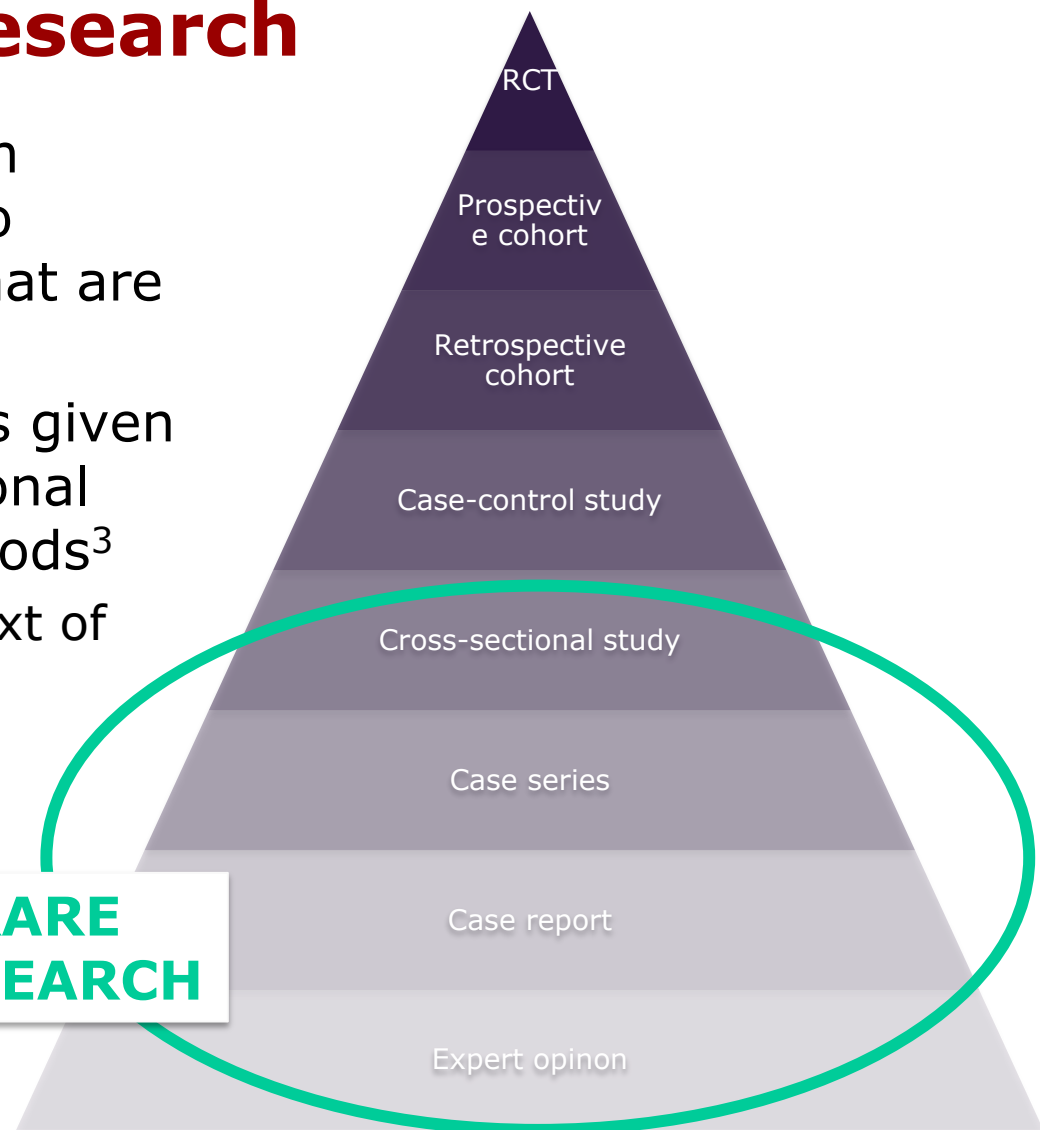 esearch
n
o
hat are
s given
onal
ods³
xt of
RCT
Prospectiv
e cohort
Retrospective
cohort
Case-control study
Cross-sectional study
Case series
Case report
Expert opinon
ARE
EARCH